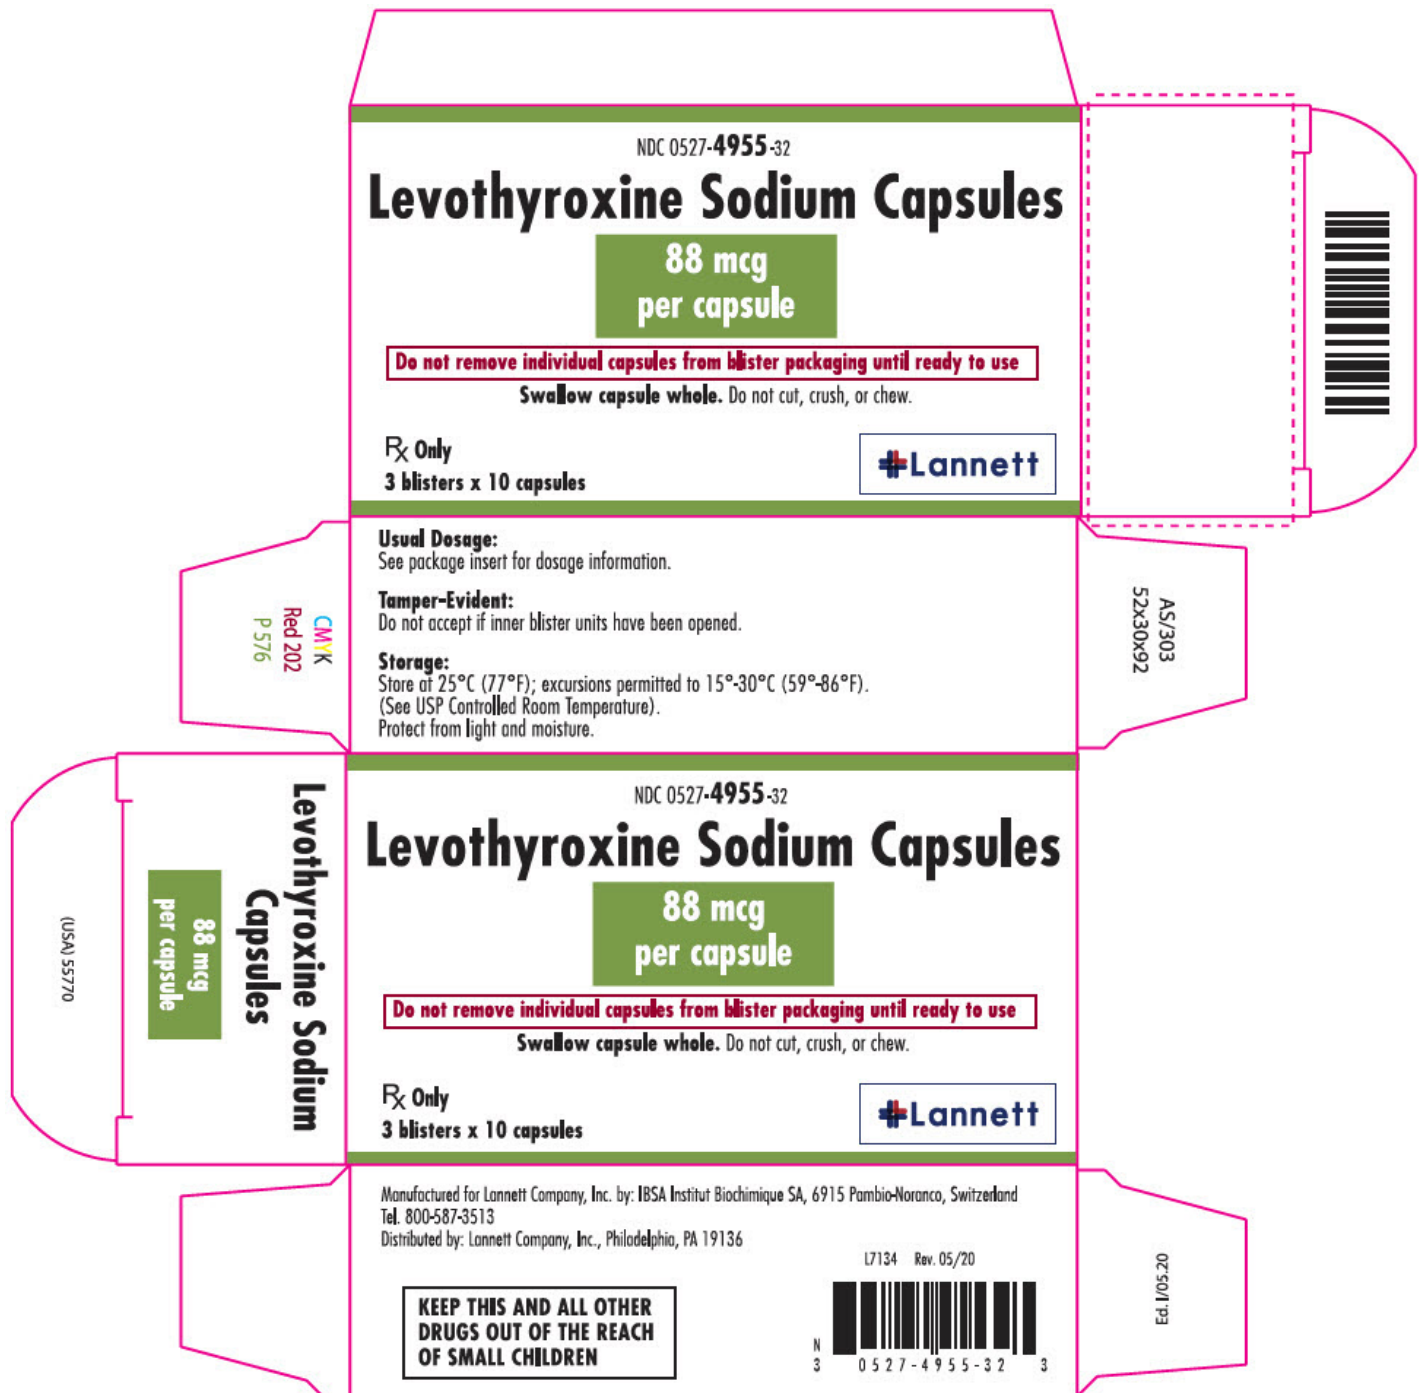 NDC 0527-4955-32
Levothyroxine Sodium Capsules
88 mcg
per capsule
Do not remove individual capsules from blister packaging until ready to use
Swallow capsule whole. Do not cut, crush, or chew.
Rx Only
3 blisters x 10 capsules
Lannett
Usual Dosage:
See package insert for dosage information.
Tamper-Evident:
Do not accept if inner blister units have been opened.
Storage:
Store at 25°C (77°F); excursions permitted to 15°-30°C (59°-86°F).
(See USP Controlled Room Temperature).
Protect from light and moisture.
CMYK
Red 202
P 576
AS/303
52x30x92
NDC 0527-4955-32
Levothyroxine Sodium Capsules
88 mcg
per capsule
Do not remove individual capsules from blister packaging until ready to use
Swallow capsule whole. Do not cut, crush, or chew.
Rx Only
3 blisters x 10 capsules
Lannett
Levothyroxine Sodium
Capsules
88 mcg
per capsule
(USA) 55770
Manufactured for Lannett Company, Inc. by: IBSA Institut Biochimique SA, 6915 Pambio-Noranco, Switzerland
Tel. 800-587-3513
Distributed by: Lannett Company, Inc., Philadelphia, PA 19136
KEEP THIS AND ALL OTHER
DRUGS OUT OF THE REACH
OF SMALL CHILDREN
L7134 Rev. 05/20
N
3 0527-4955-32 3
Ed.I/05.20